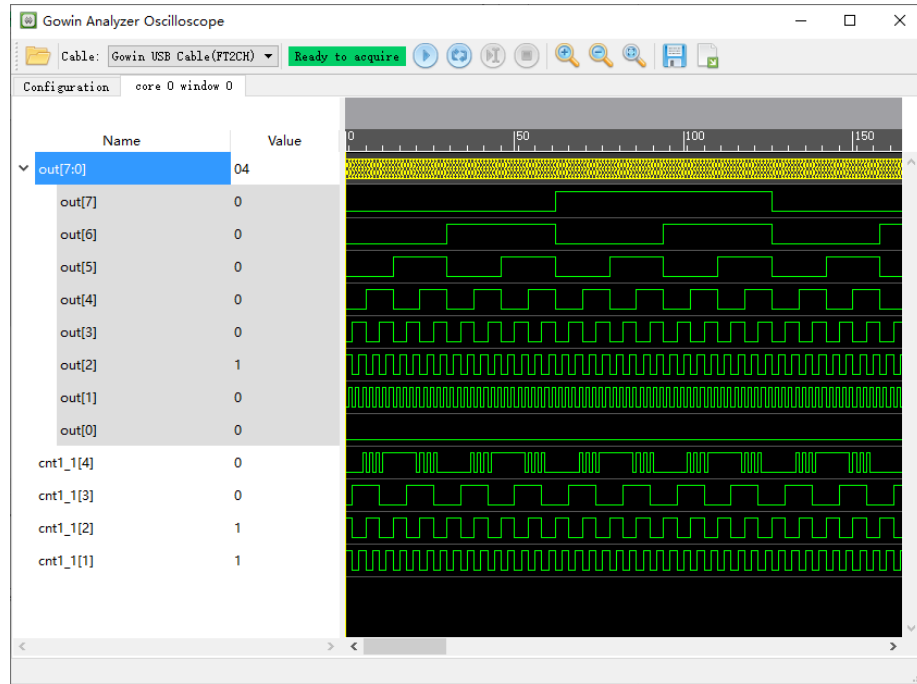 Gowin Analyzer Oscilloscope
Cable: Gowin USB Cable(FT2CH) Ready to acquire
Configuration core 0 window 0
Name Value 0 50 100 150
out[7:0] 04
out[7] 0
out[6] 0
out[5] 0
out[4] 0
out[3] 0
out[2] 1
out[1] 0
out[0] 0
cnt1_1[4] 0
cnt1_1[3] 0
cnt1_1[2] 1
cnt1_1[1] 1